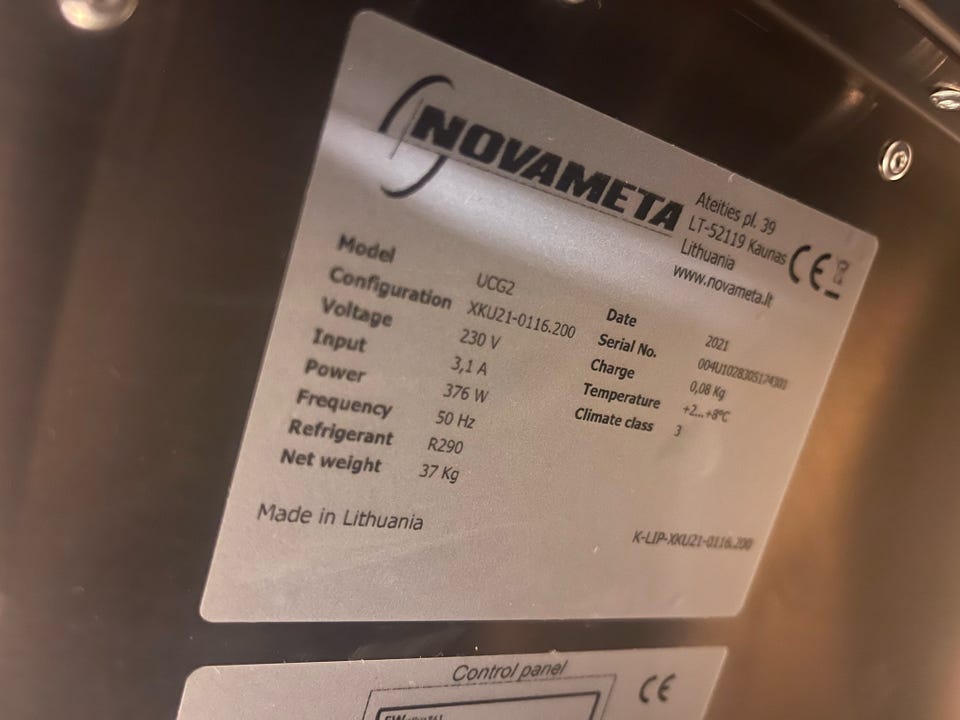 NOVAMETA
Ateities pl. 39
LT-52119 Kaunas
Lithuania
www.novameta.lt
CE
Model UCG2
Configuration XKU21-0116.200
Voltage 230 V
Input 3,1 A
Power 376 W
Frequency 50 Hz
Refrigerant R290
Net weight 37 Kg
Date 2021
Serial No.
Charge 0,08 Kg
Temperature +2...+8°C
Climate class 3
Made in Lithuania
K-LIP-XKU21-0116.200
Control panel
CE